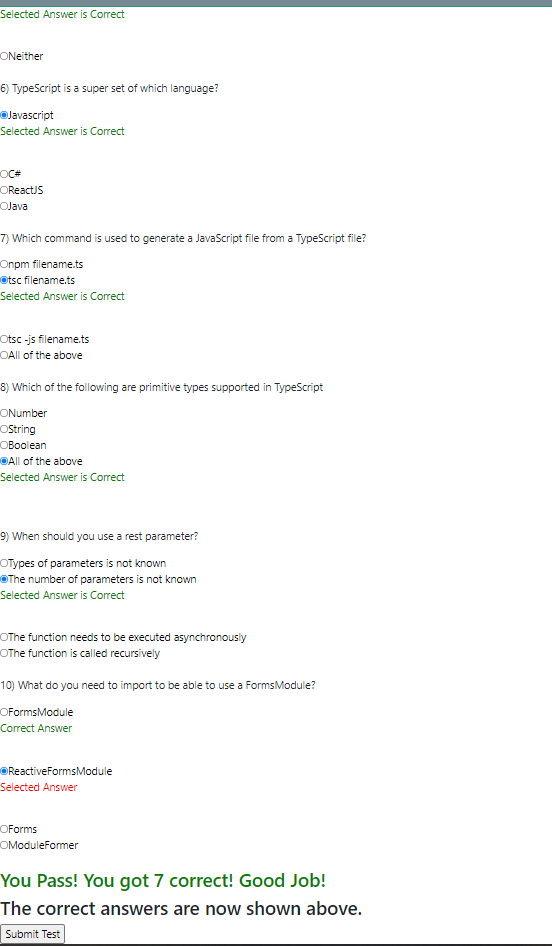 Selected Answer is Correct
Neither
6) TypeScript is a super set of which language?
Javascript
Selected Answer is Correct
C#
ReactJS
Java
7) Which command is used to generate a JavaScript file from a TypeScript file?
npm filename.ts
tsc filename.ts
Selected Answer is Correct
tsc -js filename.ts
All of the above
8) Which of the following are primitive types supported in TypeScript
Number
String
Boolean
All of the above
Selected Answer is Correct
9) When should you use a rest parameter?
Types of parameters is not known
The number of parameters is not known
Selected Answer is Correct
The function needs to be executed asynchronously
The function is called recursively
10) What do you need to import to be able to use a FormsModule?
FormsModule
Correct Answer
ReactiveFormsModule
Selected Answer
Forms
ModuleFormer
You Pass! You got 7 correct! Good Job!
The correct answers are now shown above.
Submit Test